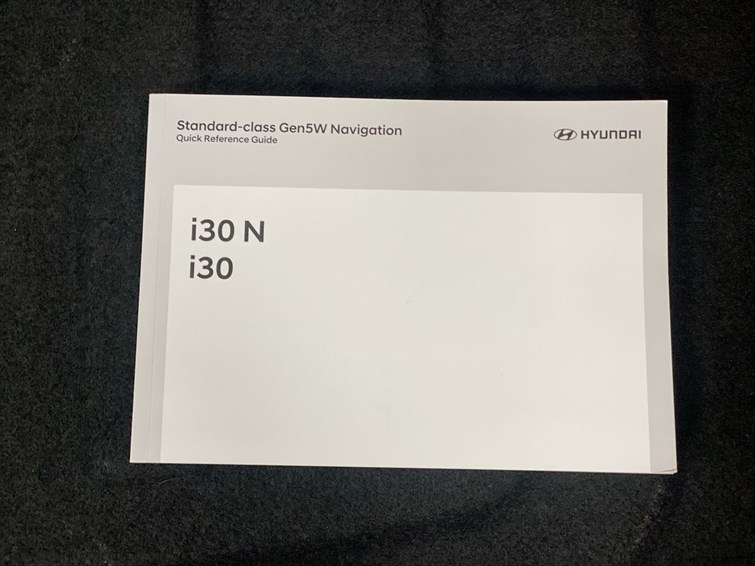 Standard-class Gen5W Navigation
Quick Reference Guide
HYUNDAI
i30 N
i30